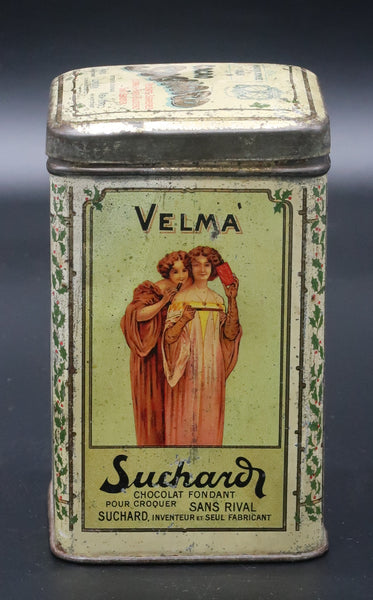 VELMA
Suchard
CHOCOLAT FONDANT
POUR CROQUER SANS RIVAL
SUCHARD, INVENTEUR ET SEUL FABRICANT